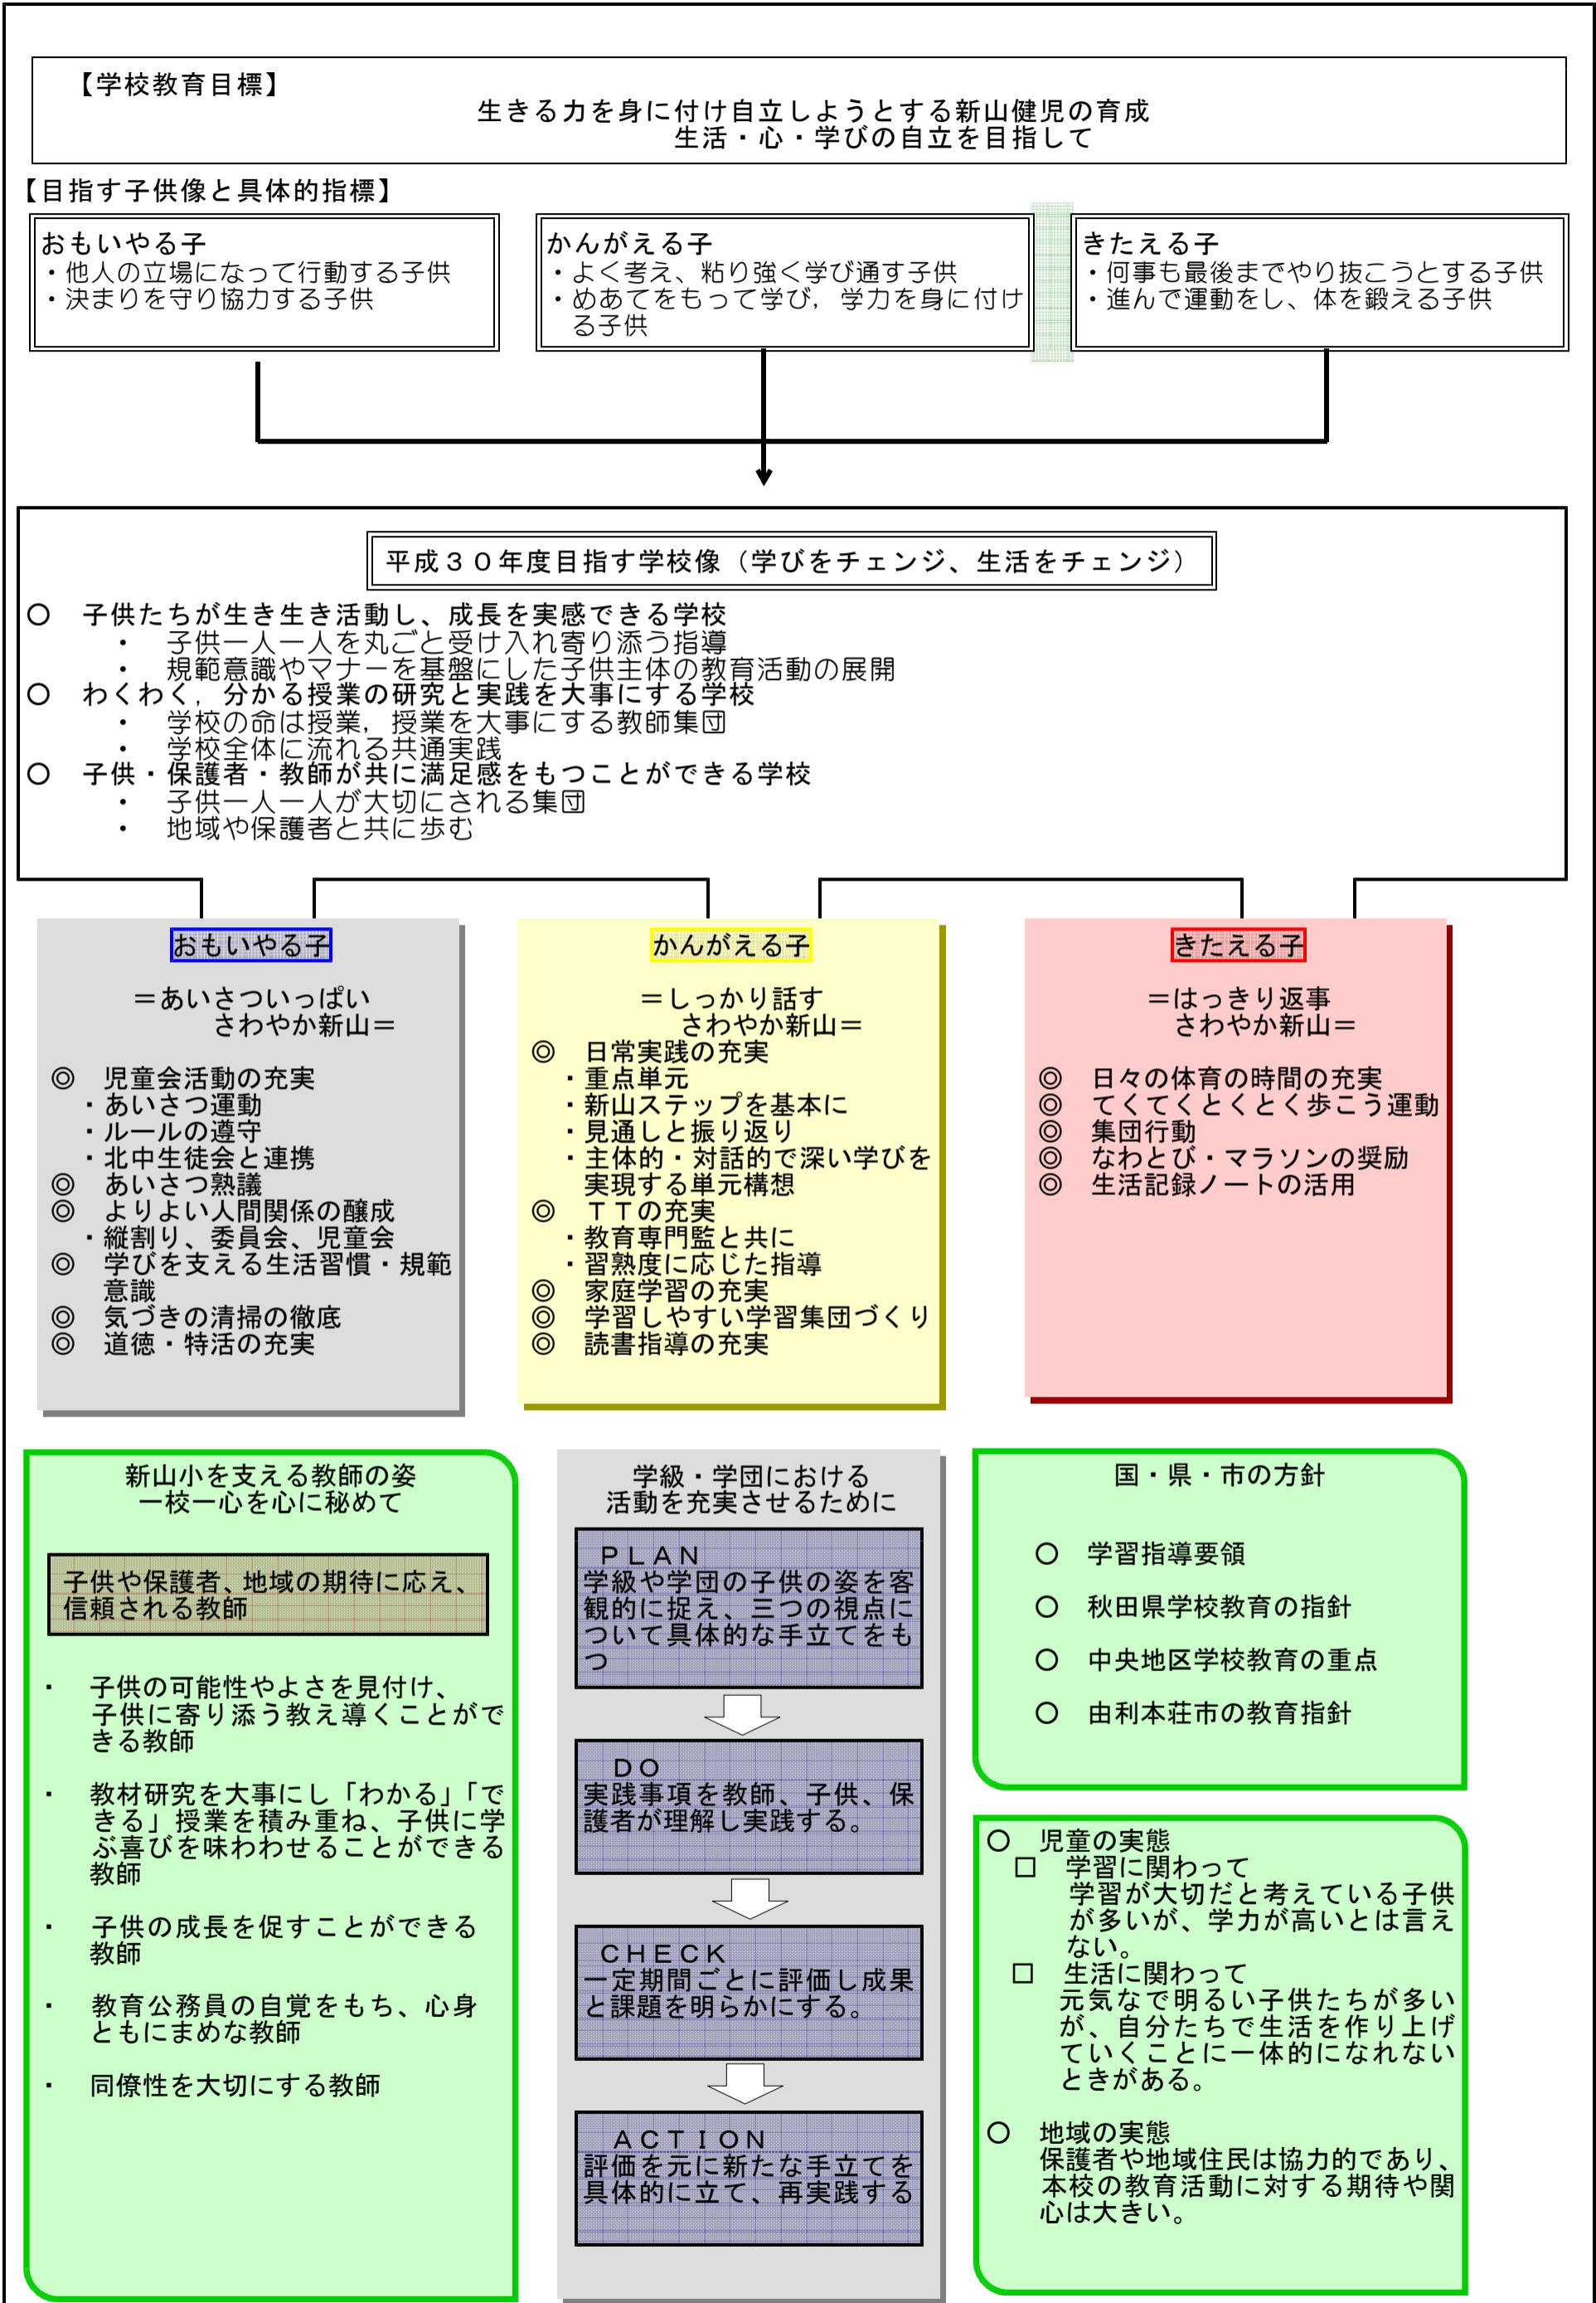 【学校教育目標】
生きる力を身に付け自立しようとする新山健児の育成
生活・心・学びの自立を目指して
【目指す子供像と具体的指標】
おもいやる子
・他人の立場になって行動する子供
・決まりを守り協力する子供
かんがえる子
・よく考え、粘り強く学び通す子供
・めあてをもって学び，学力を身に付け
る子供
きたえる子
・何事も最後までやり抜こうとする子供
・進んで運動をし、体を鍛える子供
平成３０年度目指す学校像（学びをチェンジ、生活をチェンジ）
○　子供たちが生き生き活動し、成長を実感できる学校
・　子供一人一人を丸ごと受け入れ寄り添う指導
・　規範意識やマナーを基盤にした子供主体の教育活動の展開
○　わくわく，分かる授業の研究と実践を大事にする学校
・　学校の命は授業，授業を大事にする教師集団
・　学校全体に流れる共通実践
○　子供・保護者・教師が共に満足感をもつことができる学校
・　子供一人一人が大切にされる集団
・　地域や保護者と共に歩む
おもいやる子
＝あいさついっぱい
さわやか新山＝
◎　児童会活動の充実
・あいさつ運動
・ルールの遵守
・北中生徒会と連携
◎　あいさつ熟議
◎　よりよい人間関係の醸成
・縦割り、委員会、児童会
◎　学びを支える生活習慣・規範
意識
◎　気づきの清掃の徹底
◎　道徳・特活の充実
かんがえる子
＝しっかり話す
さわやか新山＝
◎　日常実践の充実
・重点単元
・新山ステップを基本に
・見通しと振り返り
・主体的・対話的で深い学びを
実現する単元構想
◎　ＴＴの充実
・教育専門監と共に
・習熟度に応じた指導
◎　家庭学習の充実
◎　学習しやすい学習集団づくり
◎　読書指導の充実
きたえる子
＝はっきり返事
さわやか新山＝
◎　日々の体育の時間の充実
◎　てくてくとくとく歩こう運動
◎　集団行動
◎　なわとび・マラソンの奨励
◎　生活記録ノートの活用
新山小を支える教師の姿
一校一心を心に秘めて
子供や保護者、地域の期待に応え、
信頼される教師
・　子供の可能性やよさを見付け、
子供に寄り添う教え導くことがで
きる教師
・　教材研究を大事にし「わかる」「で
きる」授業を積み重ね、子供に学
ぶ喜びを味わわせることができる
教師
・　子供の成長を促すことができる
教師
・　教育公務員の自覚をもち、心身
ともにまめな教師
・　同僚性を大切にする教師
学級・学団における
活動を充実させるために
ＰＬＡＮ
学級や学団の子供の姿を客
観的に捉え、三つの視点に
ついて具体的な手立てをも
つ
ＤＯ
実践事項を教師、子供、保
護者が理解し実践する。
ＣＨＥＣＫ
一定期間ごとに評価し成果
と課題を明らかにする。
ＡＣＴＩＯＮ
評価を元に新たな手立てを
具体的に立て、再実践する
国・県・市の方針
○　学習指導要領
○　秋田県学校教育の指針
○　中央地区学校教育の重点
○　由利本荘市の教育指針
○　児童の実態
□　学習に関わって
学習が大切だと考えている子供
が多いが、学力が高いとは言え
ない。
□　生活に関わって
元気なで明るい子供たちが多い
が、自分たちで生活を作り上げ
ていくことに一体的になれない
ときがある。
○　地域の実態
保護者や地域住民は協力的であり、
本校の教育活動に対する期待や関
心は大きい。